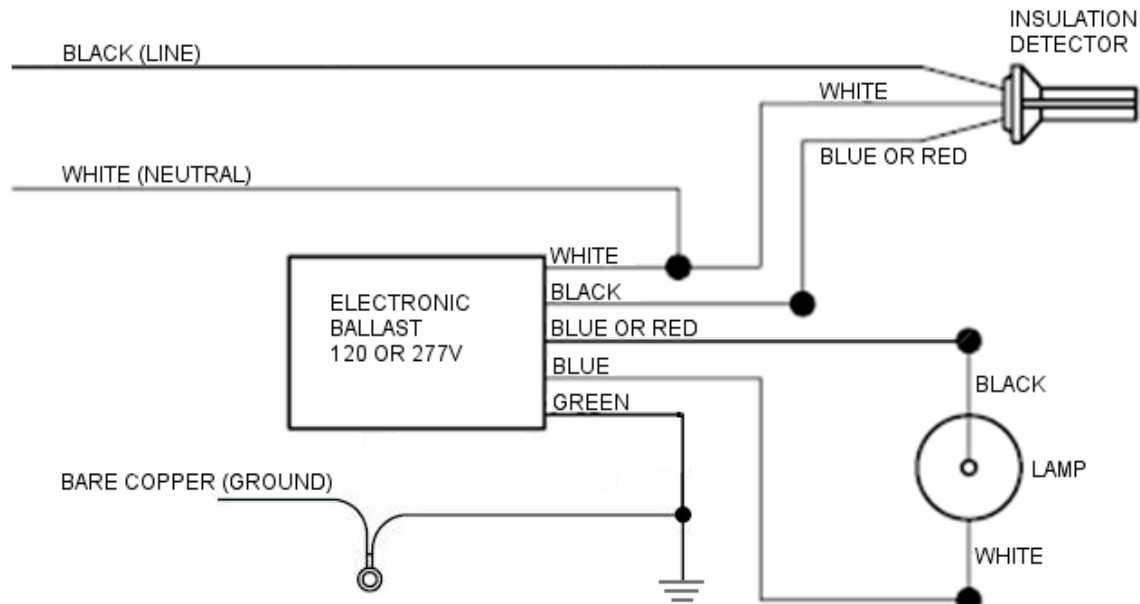 INSULATION
DETECTOR
BLACK (LINE)
WHITE
BLUE OR RED
WHITE (NEUTRAL)
WHITE
BLACK
BLUE OR RED
BLUE
GREEN
ELECTRONIC
BALLAST
120 OR 277V
BLACK
LAMP
WHITE
BARE COPPER (GROUND)